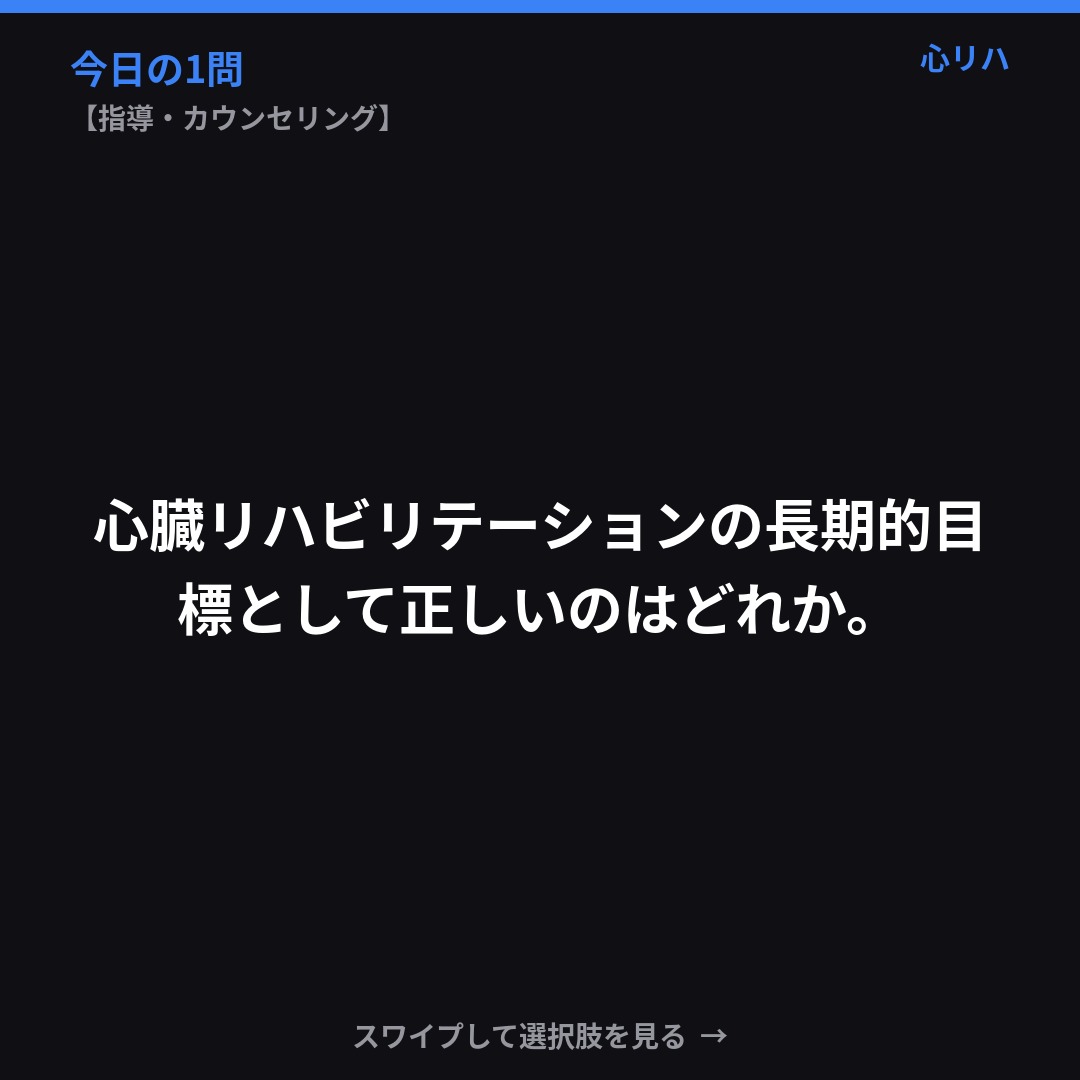 今日の1問
心リハ
【指導・カウンセリング】
心臓リハビリテーションの長期的目
標として正しいのはどれか。
スワイプして選択肢を見る →